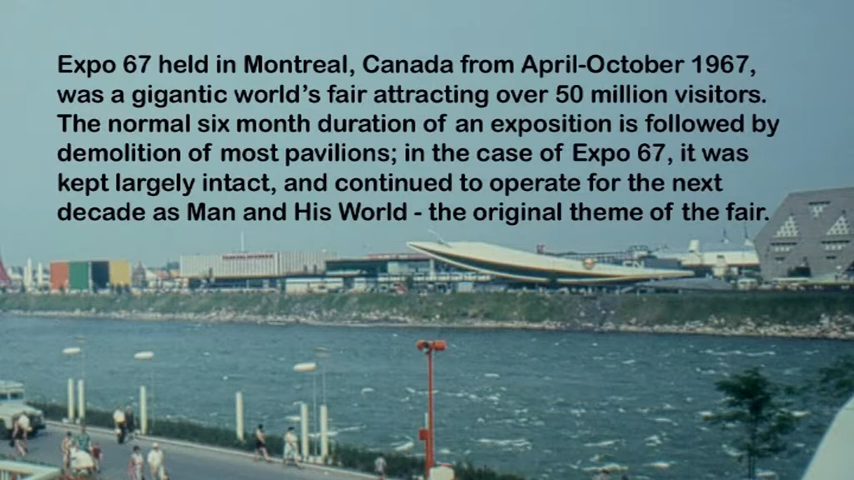 Expo 67 held in Montreal, Canada from April-October 1967,
was a gigantic world's fair attracting over 50 million visitors.
The normal six month duration of an exposition is followed by
demolition of most pavilions; in the case of Expo 67, it was
kept largely intact, and continued to operate for the next
decade as Man and His World - the original theme of the fair.